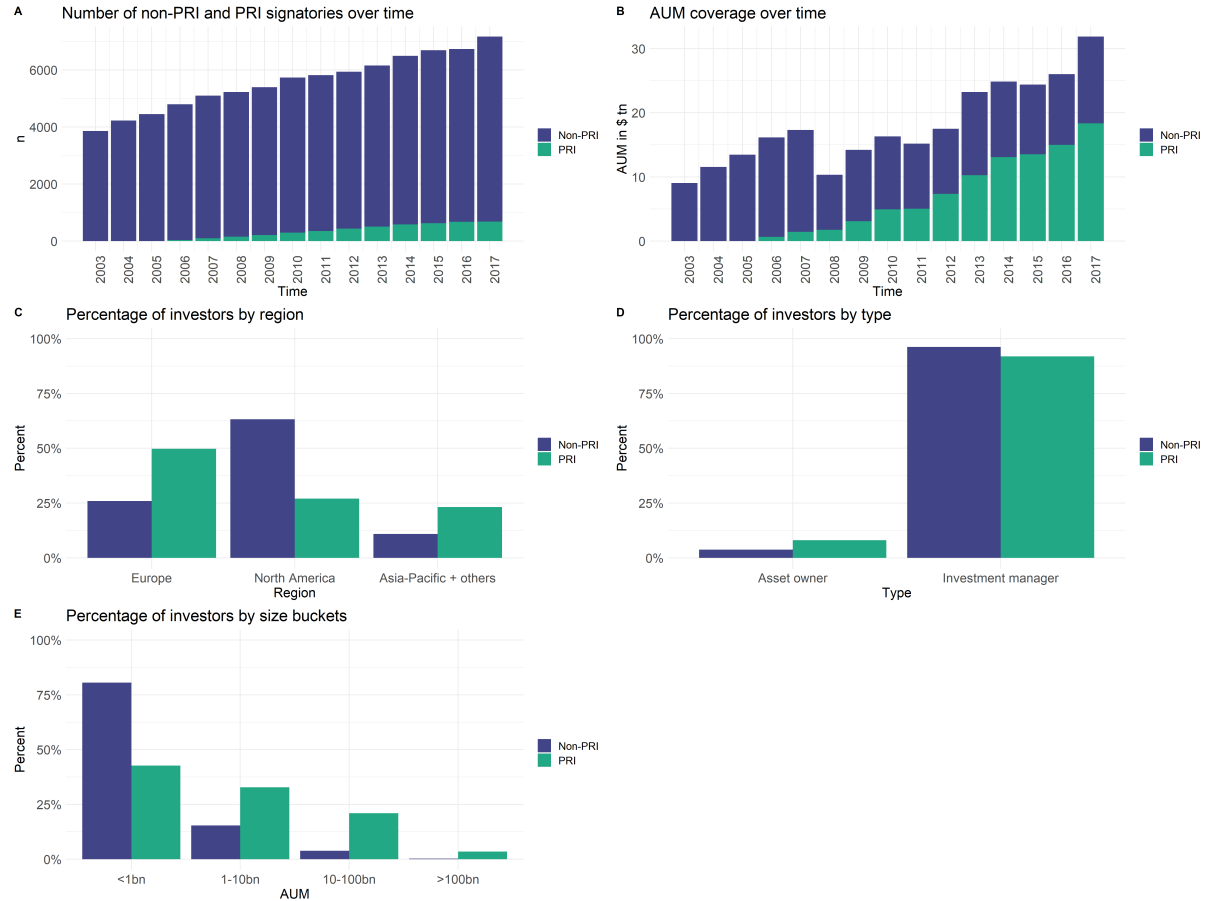 A
Number of non-PRI and PRI signatories over time
6000
4000
2000
0
n
2003
2004
2005
2006
2007
2008
2009
2010
2011
2012
2013
2014
2015
2016
2017
Time
Non-PRI
PRI
B
AUM coverage over time
30
20
10
0
AUM in $ tn
2003
2004
2005
2006
2007
2008
2009
2010
2011
2012
2013
2014
2015
2016
2017
Time
Non-PRI
PRI
C
Percentage of investors by region
100%
75%
50%
25%
0%
Percent
Europe
North America
Asia-Pacific + others
Region
Non-PRI
PRI
D
Percentage of investors by type
100%
75%
50%
25%
0%
Percent
Asset owner
Investment manager
Type
Non-PRI
PRI
E
Percentage of investors by size buckets
100%
75%
50%
25%
0%
Percent
<1bn
1-10bn
10-100bn
>100bn
AUM
Non-PRI
PRI